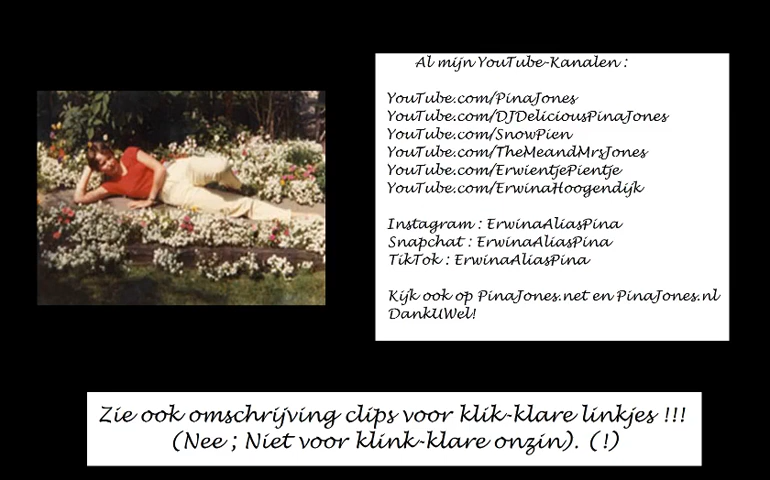 Al mijn YouTube-Kanalen :
YouTube.com/PinaJones
YouTube.com/DJDeliciousPinaJones
YouTube.com/SnowPien
YouTube.com/TheMeandMrsJones
YouTube.com/ErwientjePientje
YouTube.com/ErwinaHoogendijk
Instagram : ErwinaAliasPina
Snapchat : ErwinaAliasPina
TikTok : ErwinaAliasPina
Kijk ook op PinaJones.net en PinaJones.nl
DankUWel!
Zie ook omschrijving clips voor klik-klare linkjes !!!
(Nee ; Niet voor klink-klare onzin). (!)